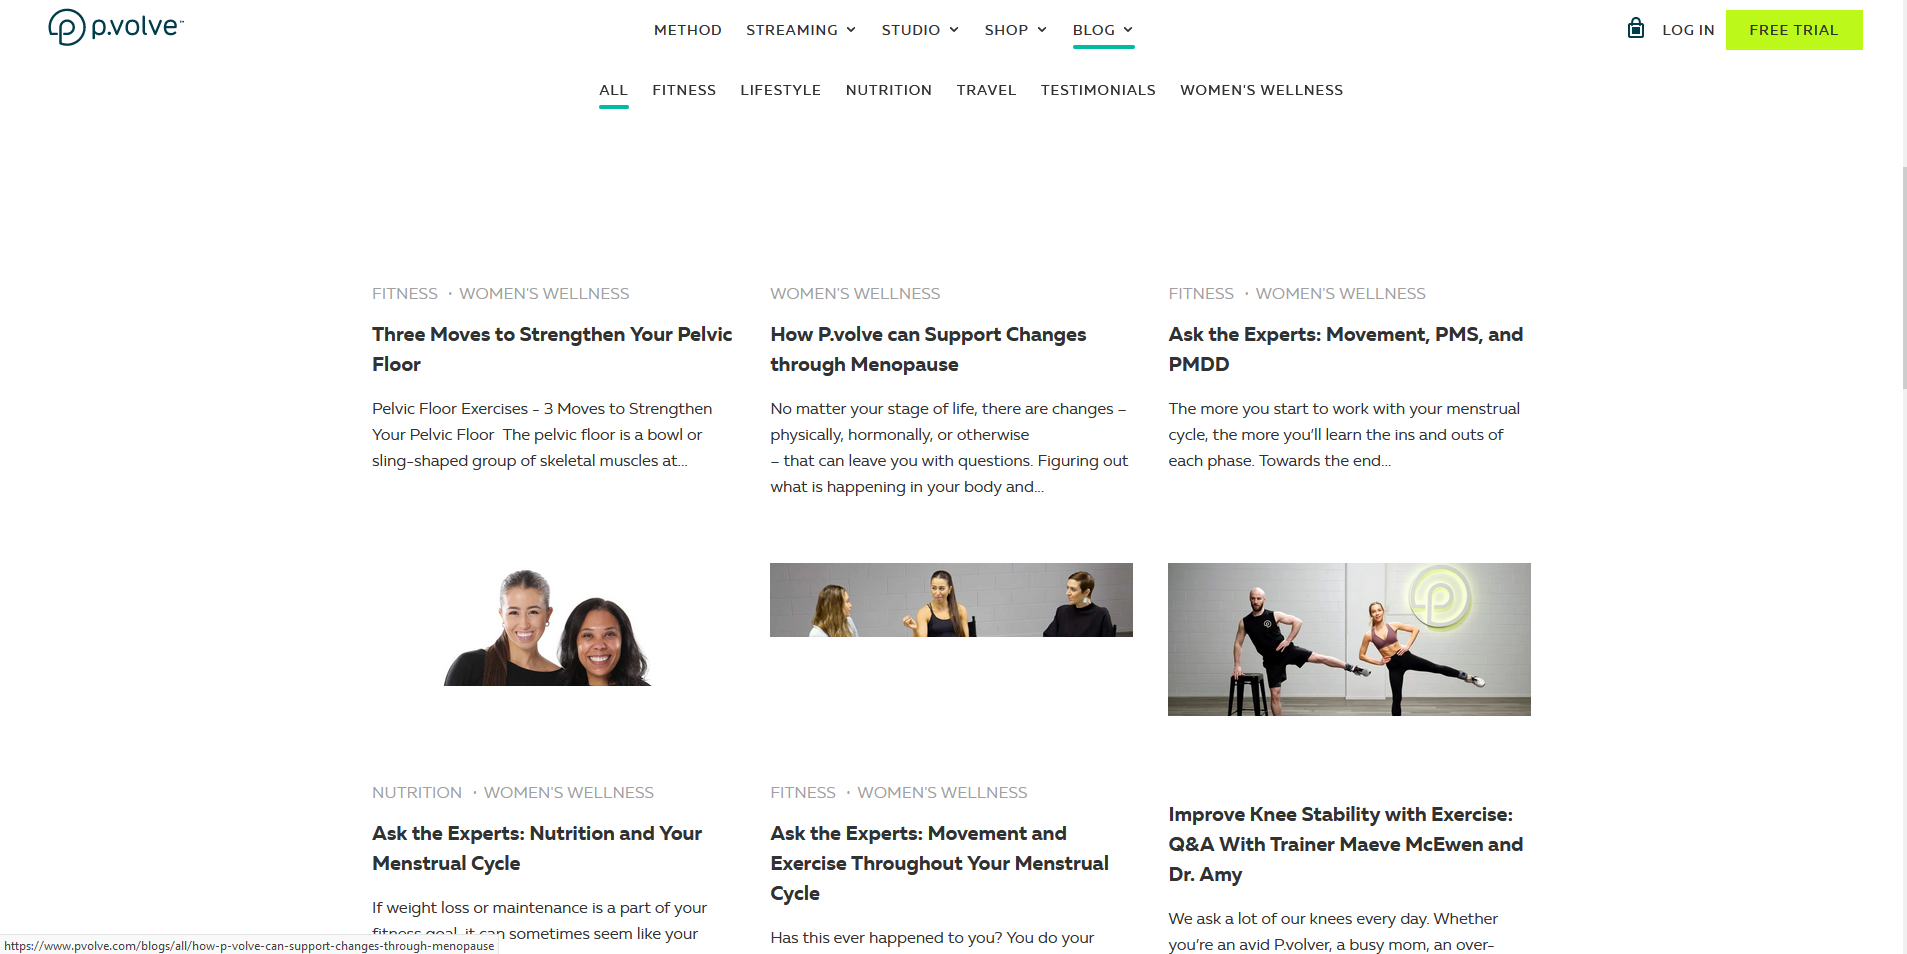 p.volve™
METHOD STREAMING STUDIO SHOP BLOG
LOG IN FREE TRIAL
ALL FITNESS LIFESTYLE NUTRITION TRAVEL TESTIMONIALS WOMEN'S WELLNESS
FITNESS · WOMEN'S WELLNESS
Three Moves to Strengthen Your Pelvic
Floor
Pelvic Floor Exercises - 3 Moves to Strengthen
Your Pelvic Floor  The pelvic floor is a bowl or
sling-shaped group of skeletal muscles at...
WOMEN'S WELLNESS
How P.volve can Support Changes
through Menopause
No matter your stage of life, there are changes –
physically, hormonally, or otherwise
– that can leave you with questions. Figuring out
what is happening in your body and...
FITNESS · WOMEN'S WELLNESS
Ask the Experts: Movement, PMS, and
PMDD
The more you start to work with your menstrual
cycle, the more you’ll learn the ins and outs of
each phase. Towards the end...
NUTRITION · WOMEN'S WELLNESS
Ask the Experts: Nutrition and Your
Menstrual Cycle
If weight loss or maintenance is a part of your
fitness goal, it can sometimes seem like your
FITNESS · WOMEN'S WELLNESS
Ask the Experts: Movement and
Exercise Throughout Your Menstrual
Cycle
Has this ever happened to you? You do your
Improve Knee Stability with Exercise:
Q&A With Trainer Maeve McEwen and
Dr. Amy
We ask a lot of our knees every day. Whether
you’re an avid P.volver, a busy mom, an over-
https://www.pvolve.com/blogs/all/how-p-volve-can-support-changes-through-menopause